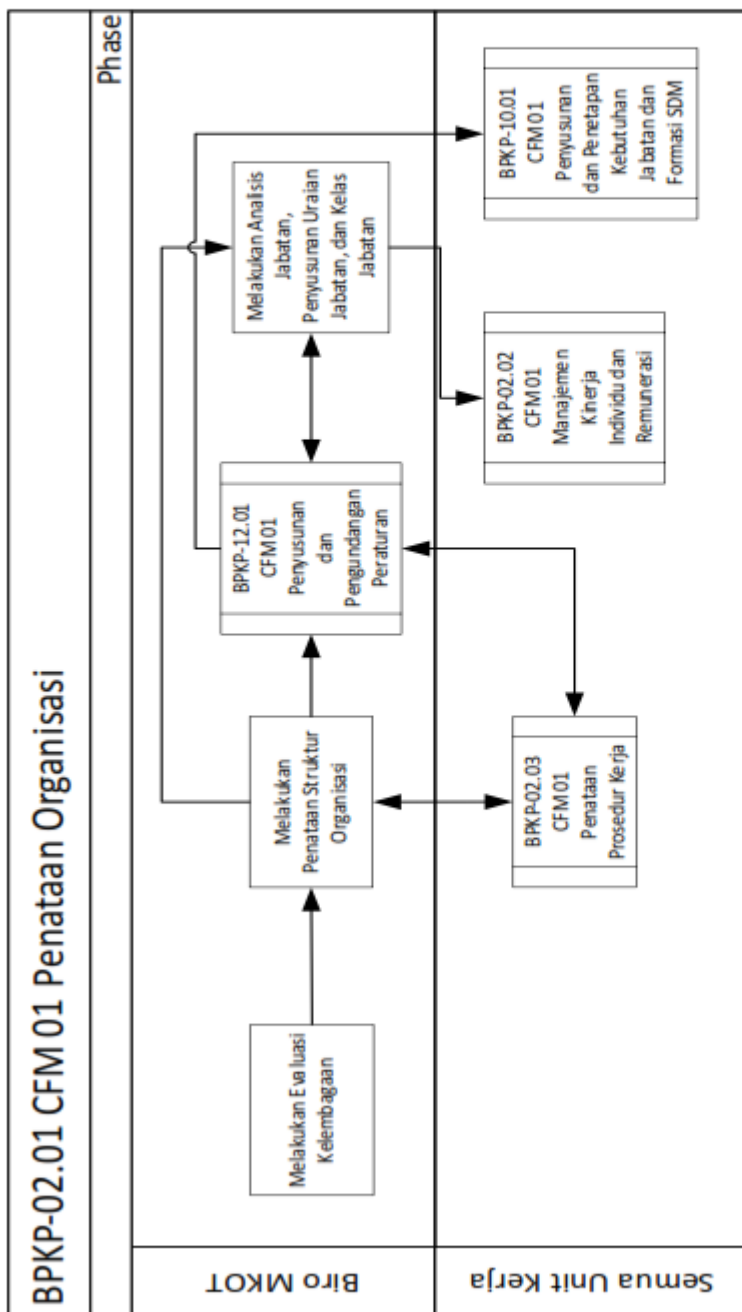 BPKP-02.01 CFM 01 Penataan Organisasi
Phase
Biro MKOT
Melakukan Evaluasi
Kelembagaan
Melakukan
Penataan Struktur
Organisasi
BPKP-12.01
CFM 01
Penyusunan
dan
Pengundangan
Peraturan
Melakukan Analisis
Jabatan,
Penyusunan Uraian
Jabatan, dan Kelas
Jabatan
Semua Unit Kerja
BPKP-02.03
CFM 01
Penataan
Prosedur Kerja
BPKP-02.02
CFM 01
Manajemen
Kinerja
Individu dan
Remunerasi
BPKP-10.01
CFM 01
Penyusunan
dan Penetapan
Kebutuhan
Jabatan dan
Formasi SDM